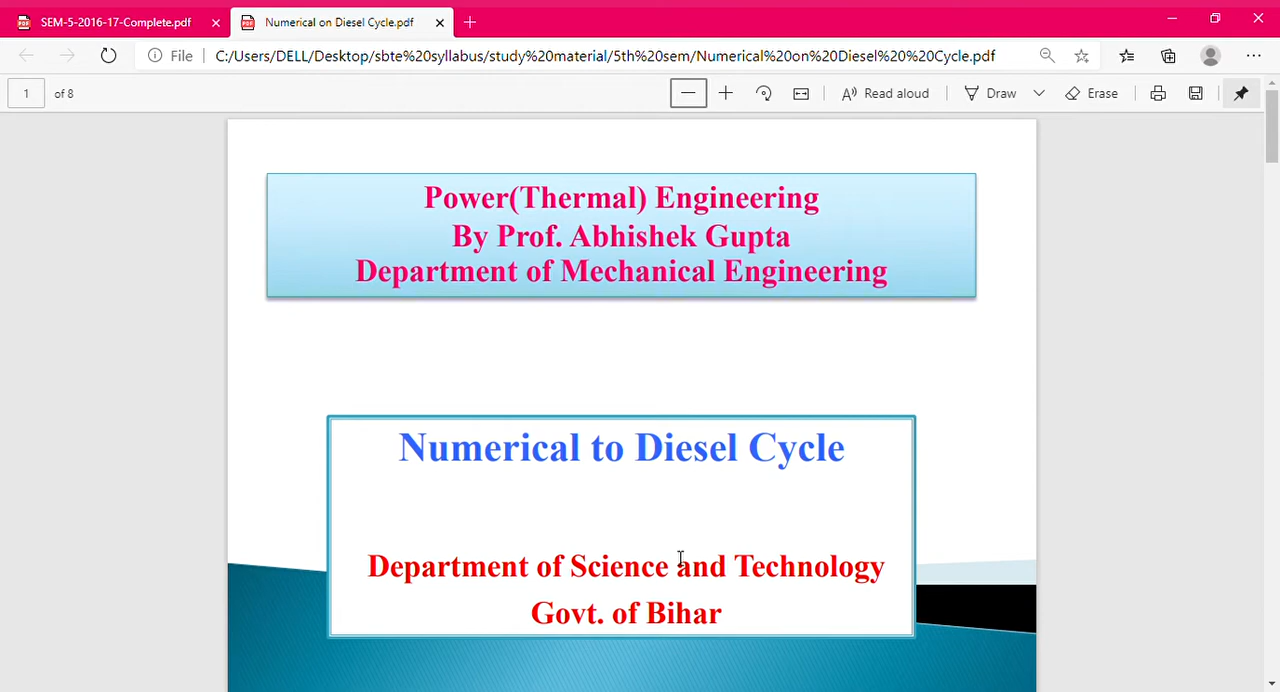 SEM-5-2016-17-Complete.pdf
Numerical on Diesel Cycle.pdf
File
C:/Users/DELL/Desktop/sbte%20syllabus/study%20material/5th%20sem/Numerical%20on%20Diesel%20%20Cycle.pdf
1 of 8
Read aloud
Draw
Erase
Power(Thermal) Engineering
By Prof. Abhishek Gupta
Department of Mechanical Engineering
Numerical to Diesel Cycle
Department of Science and Technology
Govt. of Bihar